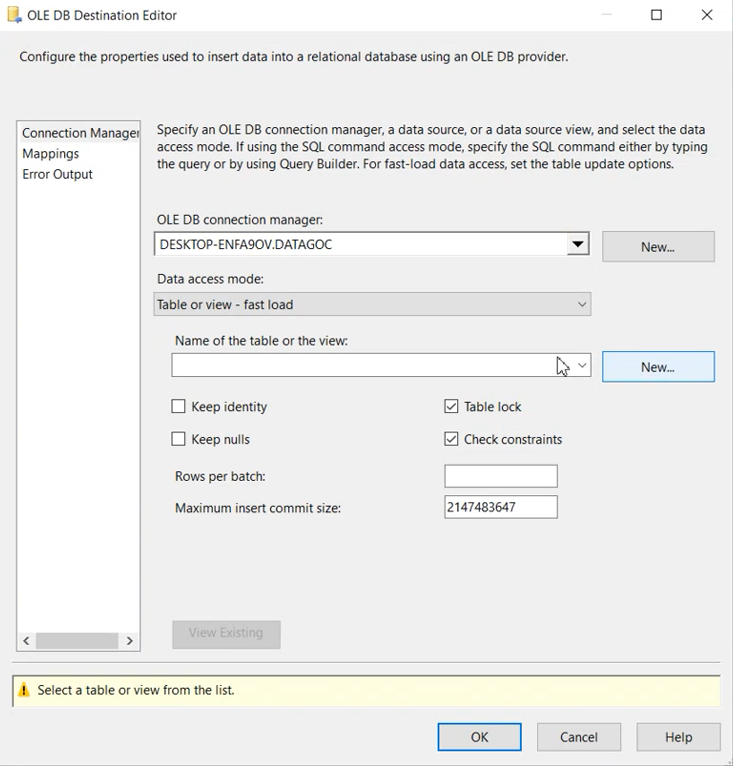 OLE DB Destination Editor
Configure the properties used to insert data into a relational database using an OLE DB provider.
Connection Manager
Mappings
Error Output
Specify an OLE DB connection manager, a data source, or a data source view, and select the data
access mode. If using the SQL command access mode, specify the SQL command either by typing
the query or by using Query Builder. For fast-load data access, set the table update options.
OLE DB connection manager:
DESKTOP-ENFA9OV.DATAGOC
New...
Data access mode:
Table or view - fast load
Name of the table or the view:
New...
Keep identity
Table lock
Keep nulls
Check constraints
Rows per batch:
Maximum insert commit size:
2147483647
View Existing
Select a table or view from the list.
OK
Cancel
Help